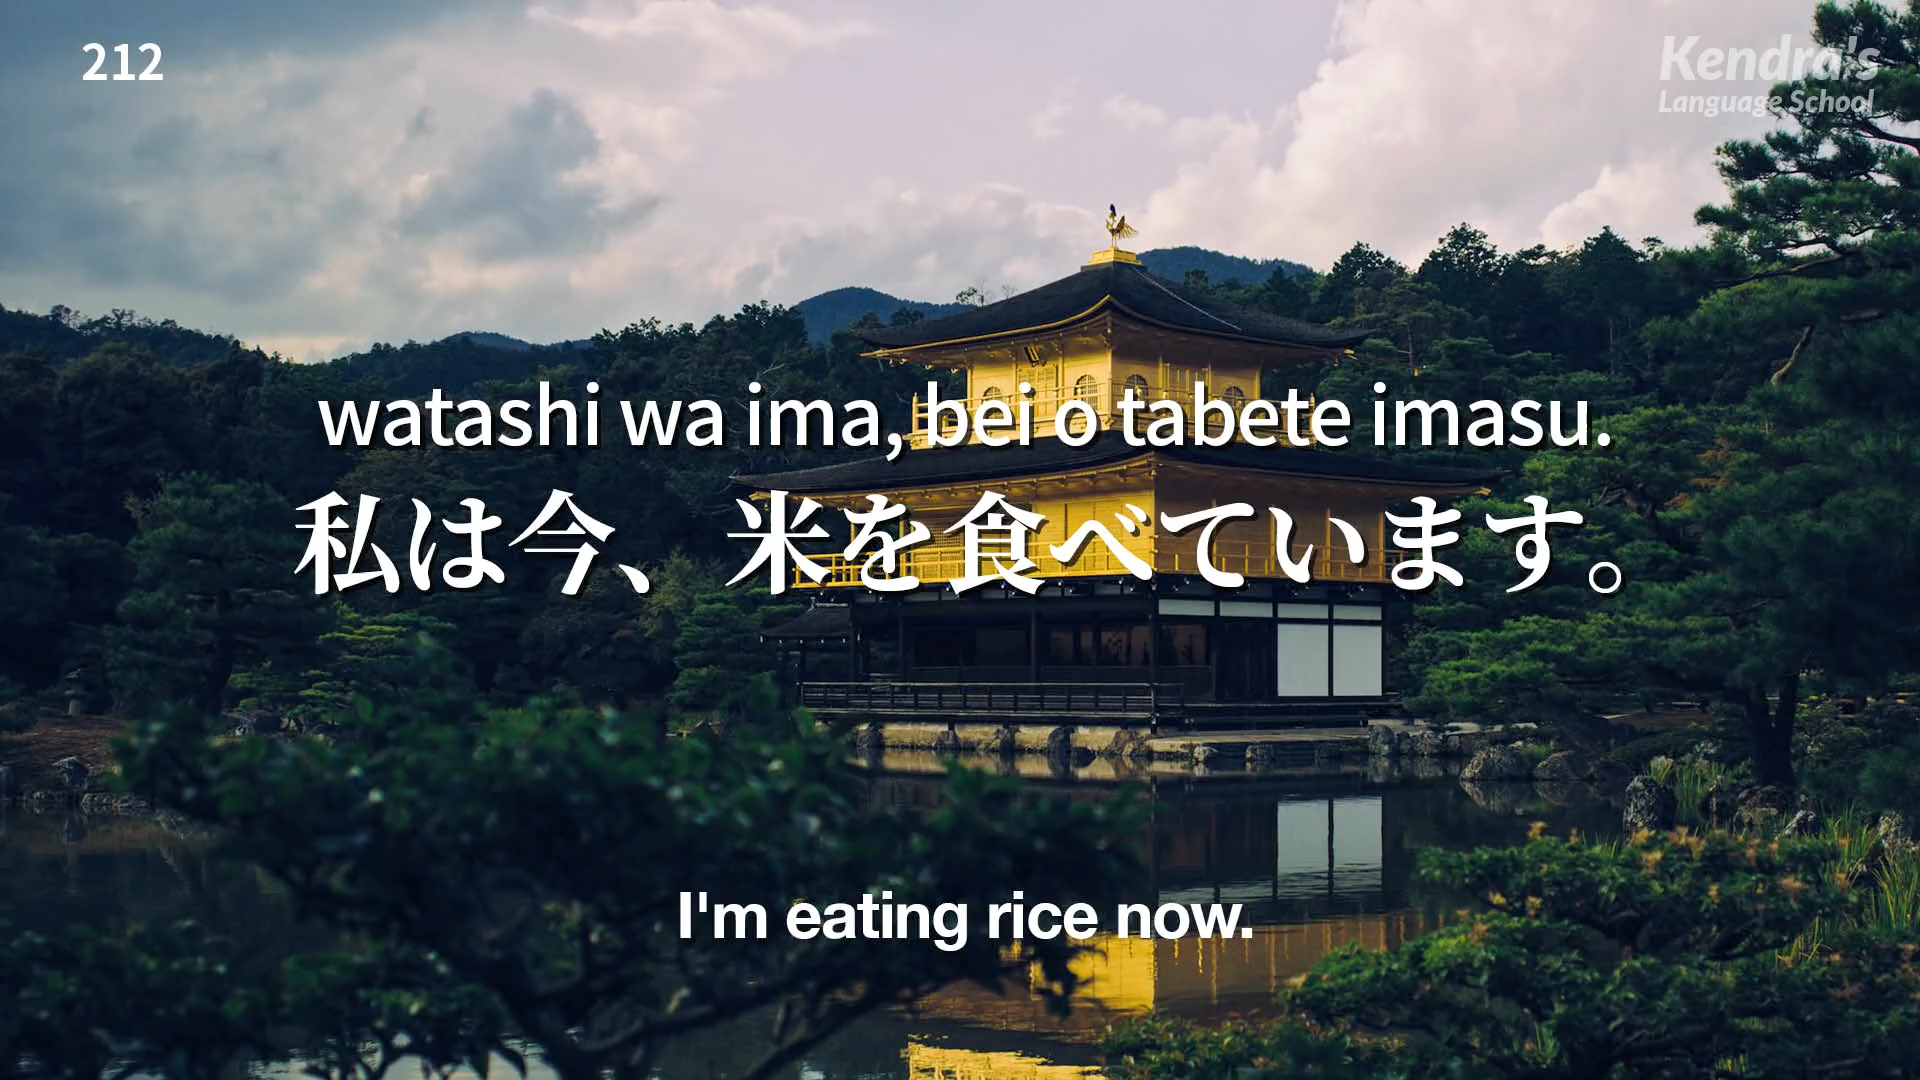 212
Kendra's
Language School
watashi wa ima, bei o tabete imasu.
私は今、米を食べています。
I'm eating rice now.